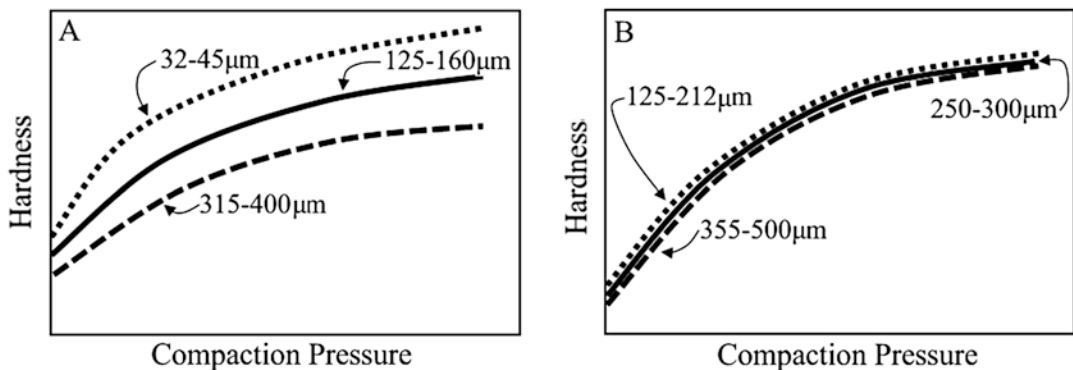 A
32-45μm
125-160μm
315-400μm
Hardness
Compaction Pressure
B
125-212μm
250-300μm
355-500μm
Hardness
Compaction Pressure